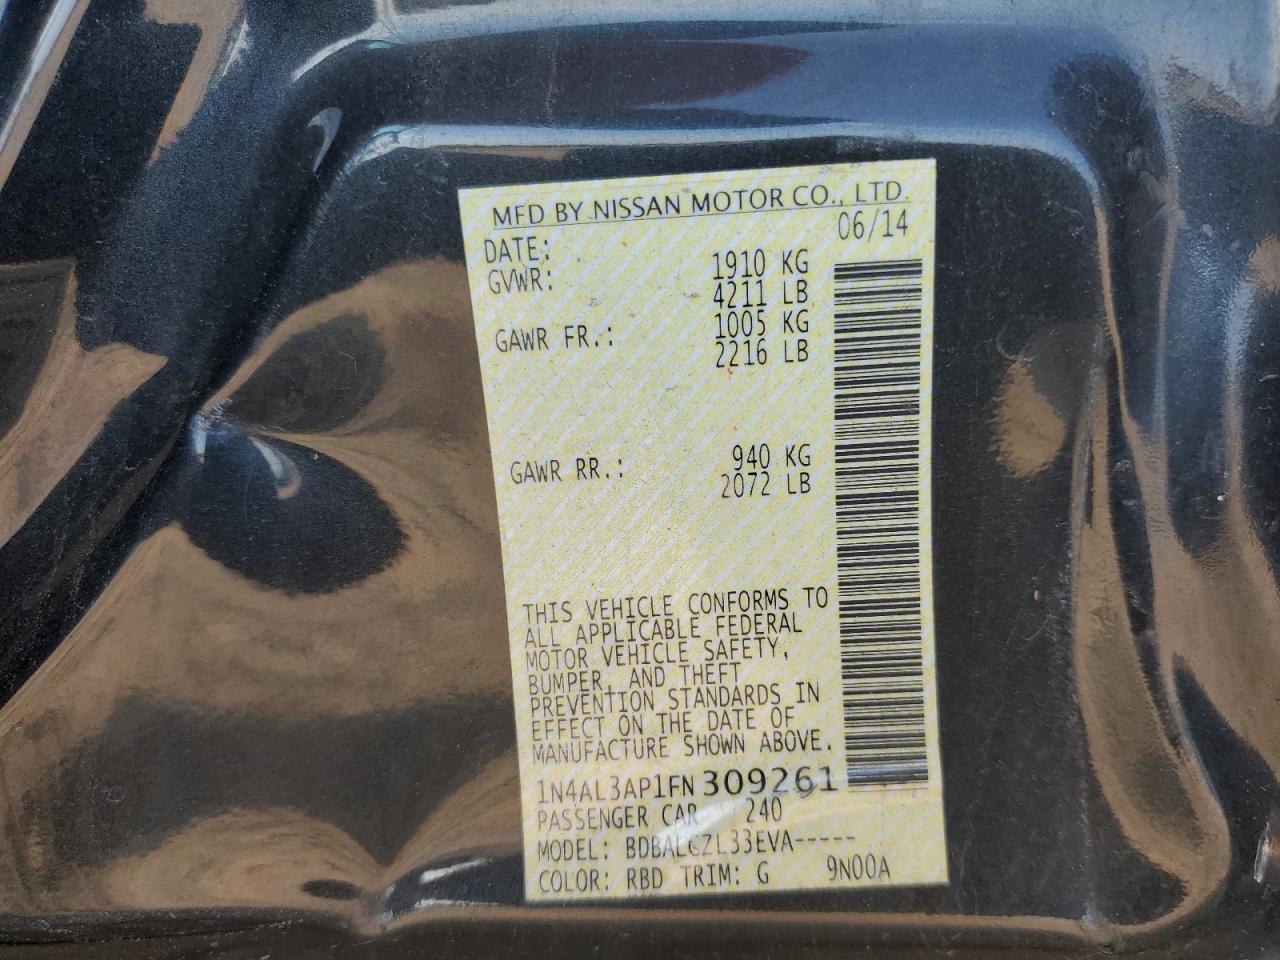 MFD BY NISSAN MOTOR CO., LTD.
DATE: 06/14
GVWR: 1910 KG
4211 LB
GAWR FR.: 1005 KG
2216 LB
GAWR RR.: 940 KG
2072 LB
THIS VEHICLE CONFORMS TO
ALL APPLICABLE FEDERAL
MOTOR VEHICLE SAFETY,
BUMPER, AND THEFT
PREVENTION STANDARDS IN
EFFECT ON THE DATE OF
MANUFACTURE SHOWN ABOVE.
1N4AL3AP1FN309261
PASSENGER CAR 240
MODEL:
COLOR: RBD TRIM: G 9N00A